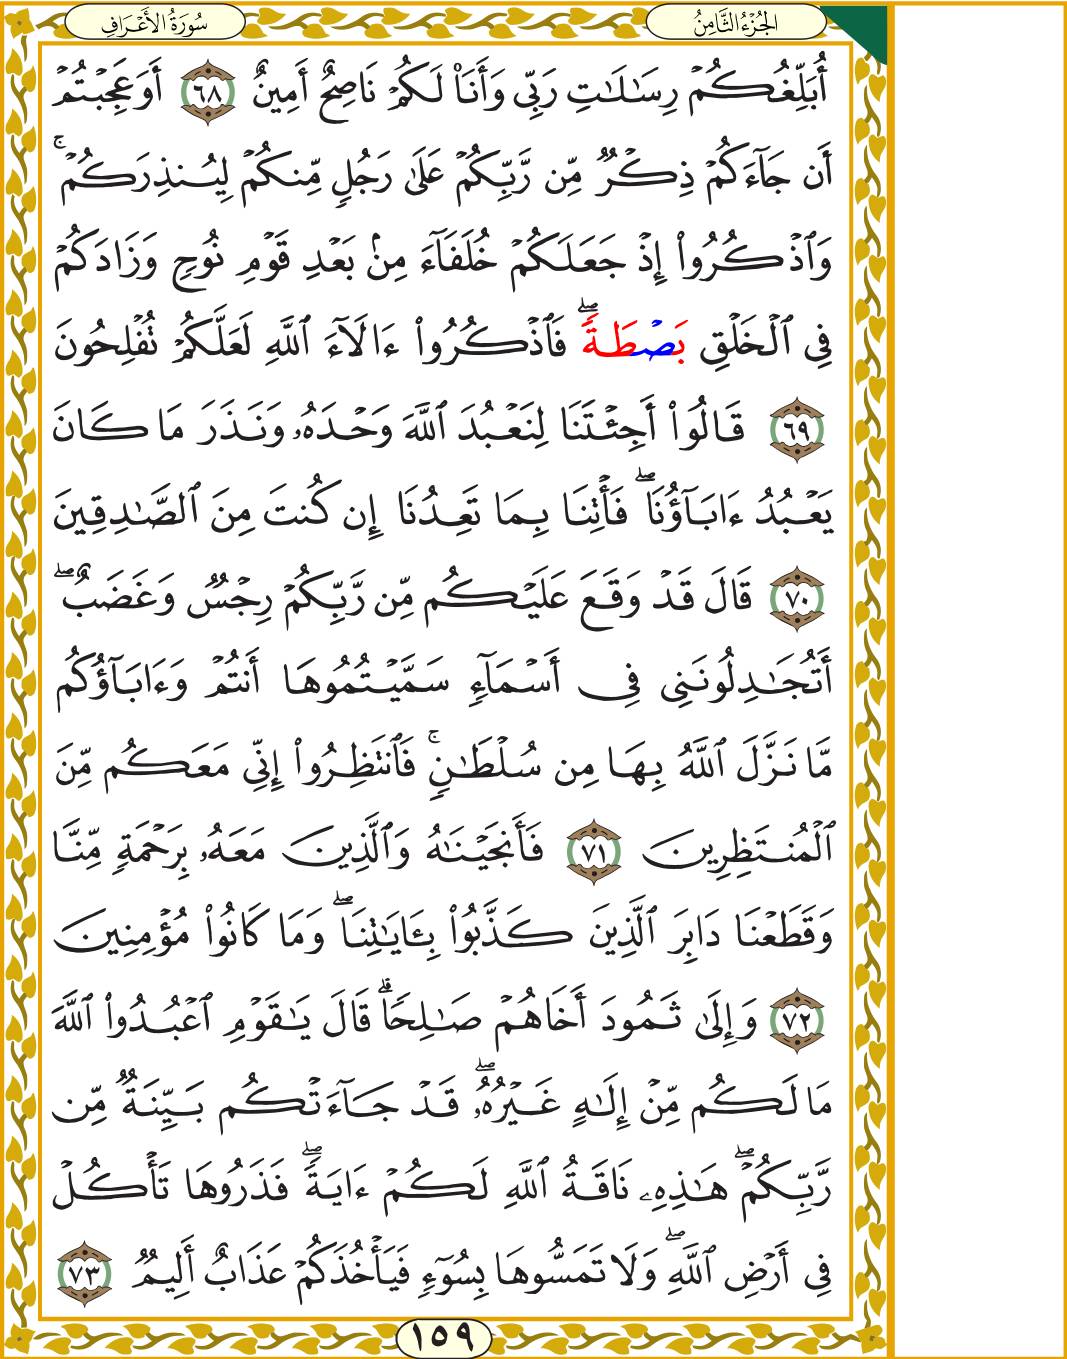 الجُزْءُ الثَّامِنُ
سُورَةُ الأَعْرَافِ
أُبَلِّغُكُمۡ رِسَٰلَٰتِ رَبِّي وَأَنَا۠ لَكُمۡ نَاصِحٌ أَمِينٌ ٦٨ أَوَعَجِبۡتُمۡ
أَن جَآءَكُمۡ ذِكۡرٞ مِّن رَّبِّكُمۡ عَلَىٰ رَجُلٖ مِّنكُمۡ لِيُنذِرَكُمۡۚ
وَٱذۡكُرُوٓاْ إِذۡ جَعَلَكُمۡ خُلَفَآءَ مِنۢ بَعۡدِ قَوۡمِ نُوحٖ وَزَادَكُمۡ
فِي ٱلۡخَلۡقِ بَصۡطَةٗۖ فَٱذۡكُرُوٓاْ ءَالَآءَ ٱللَّهِ لَعَلَّكُمۡ تُفۡلِحُونَ
٦٩ قَالُوٓاْ أَجِئۡتَنَا لِنَعۡبُدَ ٱللَّهَ وَحۡدَهُۥ وَنَذَرَ مَا كَانَ
يَعۡبُدُ ءَابَآؤُنَا ۖ فَأۡتِنَا بِمَا تَعِدُنَآ إِن كُنتَ مِنَ ٱلصَّٰدِقِينَ
٧٠ قَالَ قَدۡ وَقَعَ عَلَيۡكُم مِّن رَّبِّكُمۡ رِجۡسٞ وَغَضَبٌۖ
أَتُجَٰدِلُونَنِي فِيٓ أَسۡمَآءٖ سَمَّيۡتُمُوهَآ أَنتُمۡ وَءَابَآؤُكُم
مَّا نَزَّلَ ٱللَّهُ بِهَا مِن سُلۡطَٰنٖۚ فَٱنتَظِرُوٓاْ إِنِّي مَعَكُم مِّنَ
ٱلۡمُنتَظِرِينَ ٧١ فَأَنجَيۡنَٰهُ وَٱلَّذِينَ مَعَهُۥ بِرَحۡمَةٖ مِّنَّا
وَقَطَعۡنَا دَابِرَ ٱلَّذِينَ كَذَّبُواْ بِـَٔايَٰتِنَاۖ وَمَا كَانُواْ مُؤۡمِنِينَ
٧٢ وَإِلَىٰ ثَمُودَ أَخَاهُمۡ صَٰلِحٗاۚ قَالَ يَٰقَوۡمِ ٱعۡبُدُواْ ٱللَّهَ
مَا لَكُم مِّنۡ إِلَٰهٍ غَيۡرُهُۥۖ قَدۡ جَآءَتۡكُم بَيِّنَةٞ مِّن
رَّبِّكُمۡۖ هَٰذِهِۦ نَاقَةُ ٱللَّهِ لَكُمۡ ءَايَةٗۖ فَذَرُوهَا تَأۡكُلۡ
فِيٓ أَرۡضِ ٱللَّهِۖ وَلَا تَمَسُّوهَا بِسُوٓءٖ فَيَأۡخُذَكُمۡ عَذَابٌ أَلِيمٞ ٧٣
١٥٩